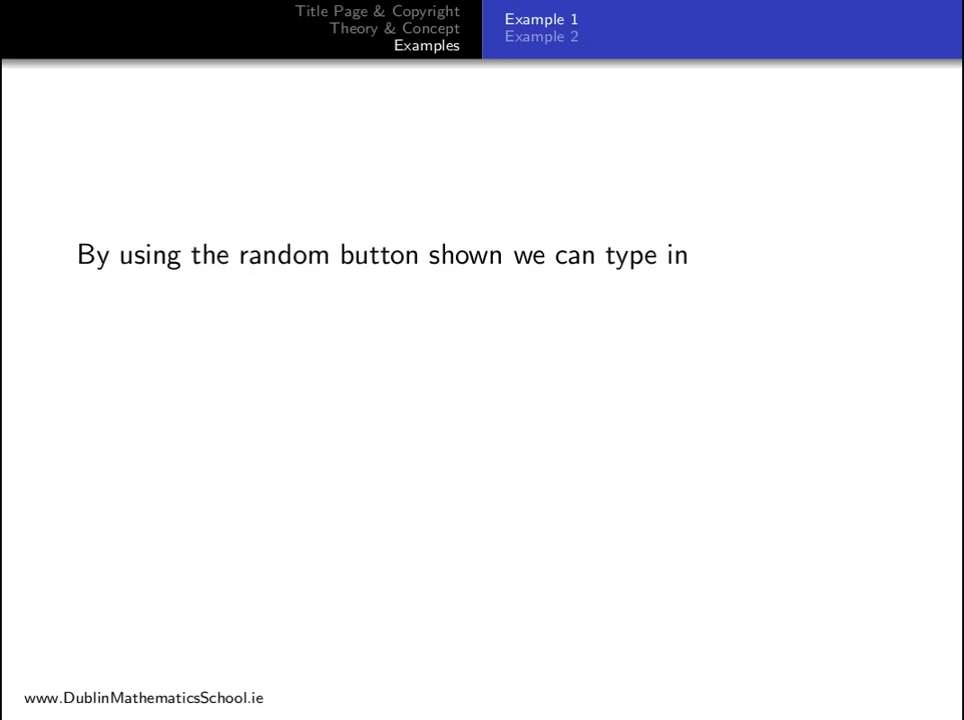 Title Page & Copyright
Theory & Concept
Examples
Example 1
Example 2
By using the random button shown we can type in
www.DublinMathematicsSchool.ie